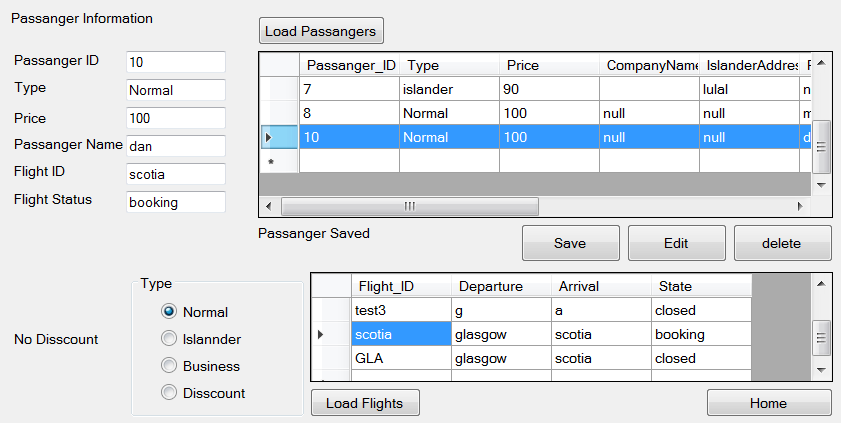 Passanger Information
Load Passangers
Passanger ID 10
Type Normal
Price 100
Passanger Name dan
Flight ID scotia
Flight Status booking
Passanger_ID Type Price CompanyName IslanderAddres
7 islander 90 lulal n
8 Normal 100 null null m
10 Normal 100 null null d
*
Passanger Saved
Save Edit delete
No Disscount
Type
Normal
Islannder
Business
Disscount
Flight_ID Departure Arrival State
test3 g a closed
scotia glasgow scotia booking
GLA glasgow scotia closed
Load Flights
Home